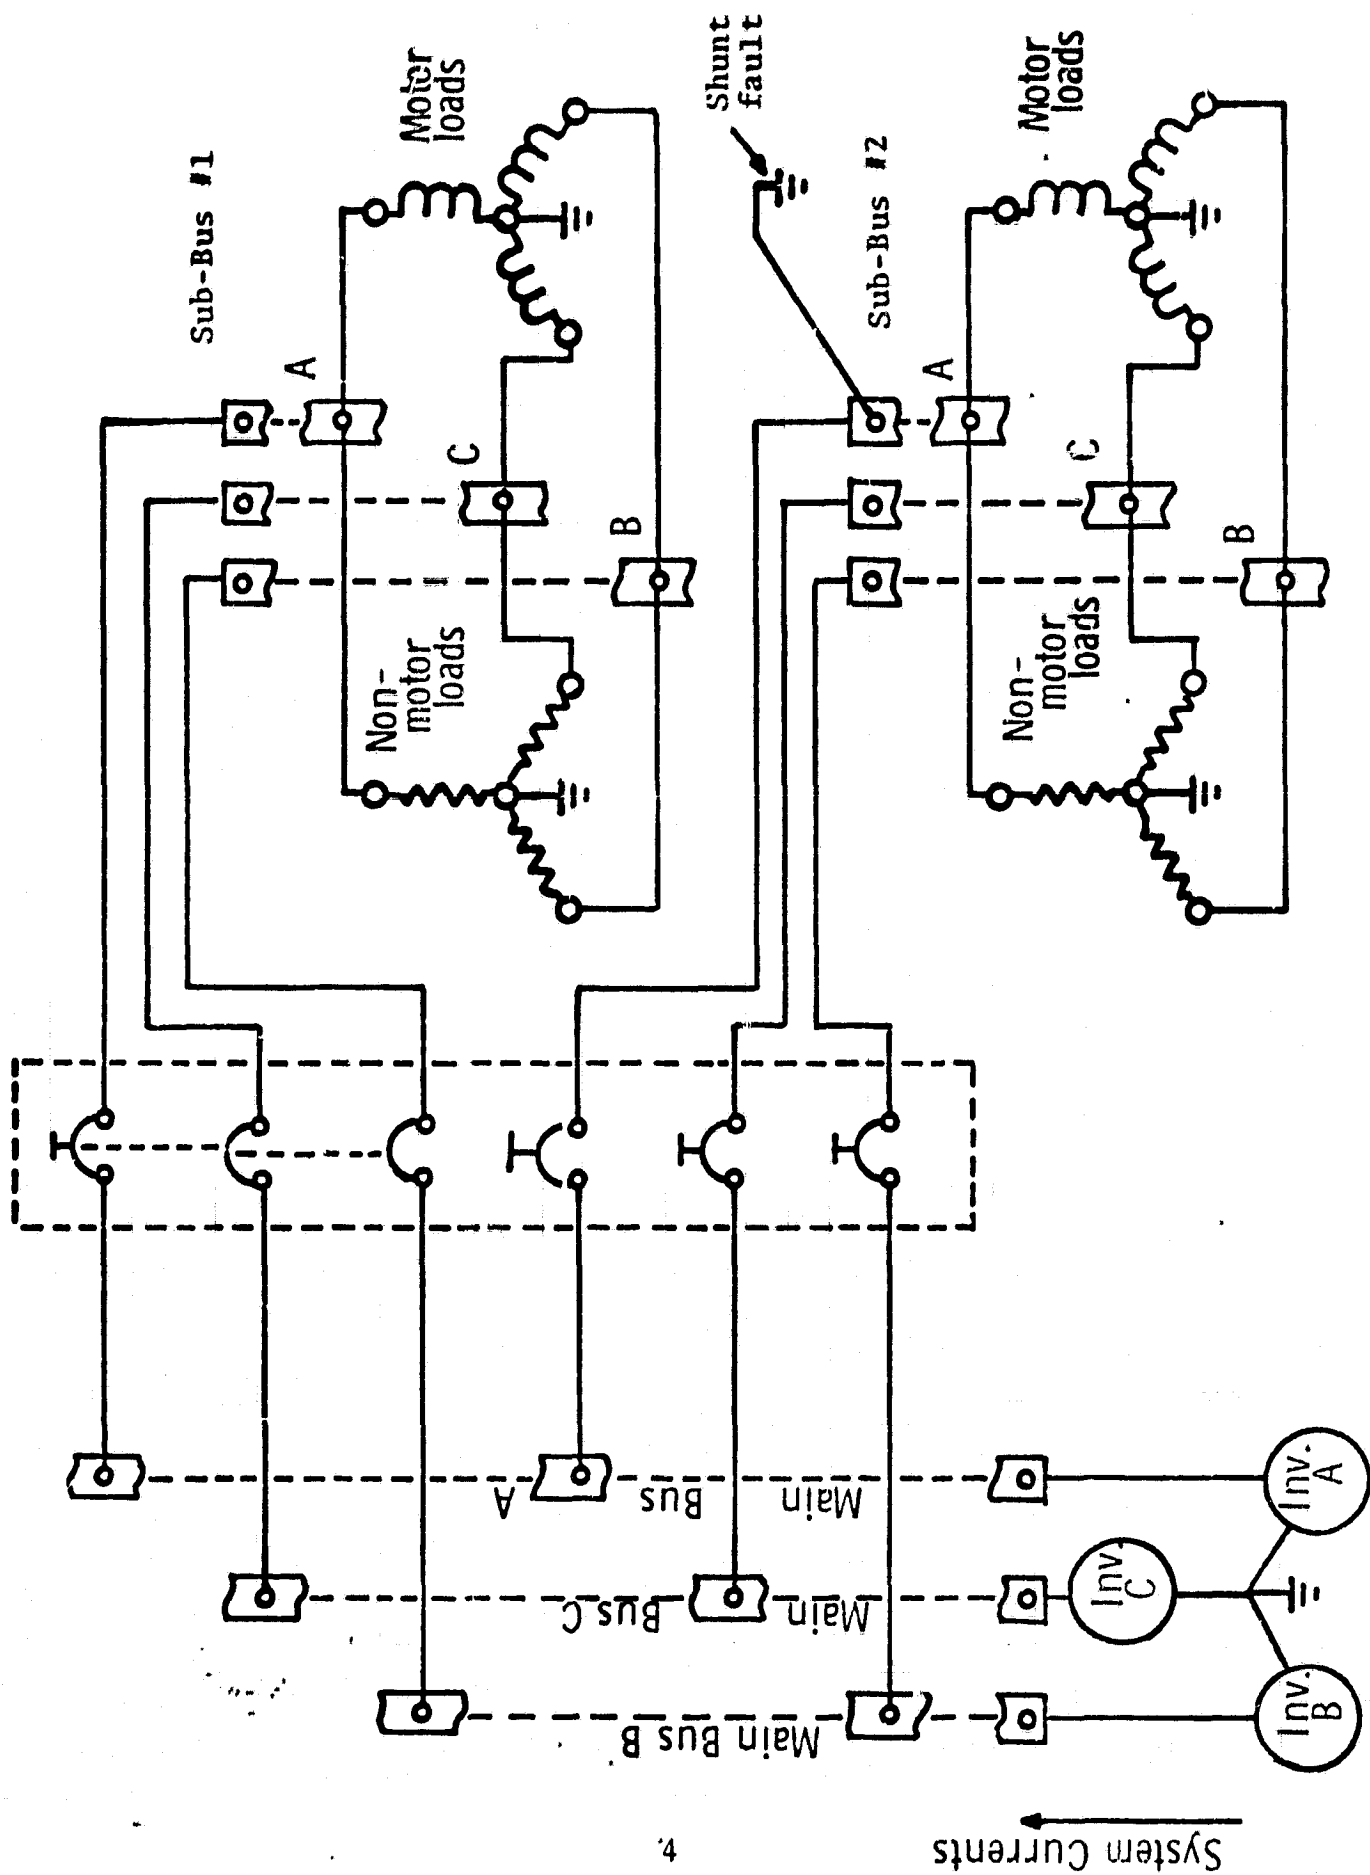 Sub-Bus #1
Motor
loads
A
C
B
Non-
motor
loads
Shunt
fault
Sub-Bus #2
Motor
loads
A
C
B
Non-
motor
loads
Main Bus A
Main Bus C
Main Bus B
Inv.
A
Inv.
C
Inv.
B
System Currents
4